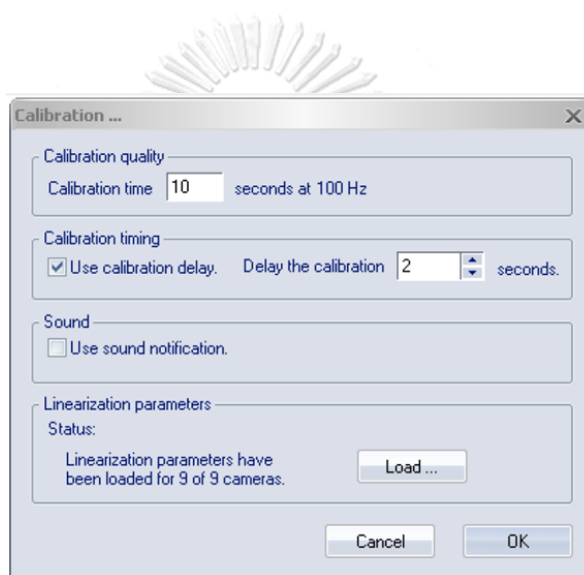 Calibration ...
Calibration quality
Calibration time 10 seconds at 100 Hz
Calibration timing
Use calibration delay. Delay the calibration 2 seconds.
Sound
Use sound notification.
Linearization parameters
Status:
Linearization parameters have
been loaded for 9 of 9 cameras.
Load ...
Cancel OK